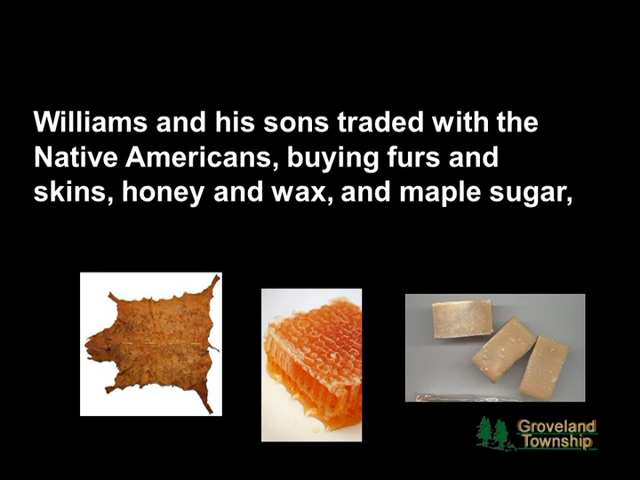 Williams and his sons traded with the
Native Americans, buying furs and
skins, honey and wax, and maple sugar,
Groveland
Township